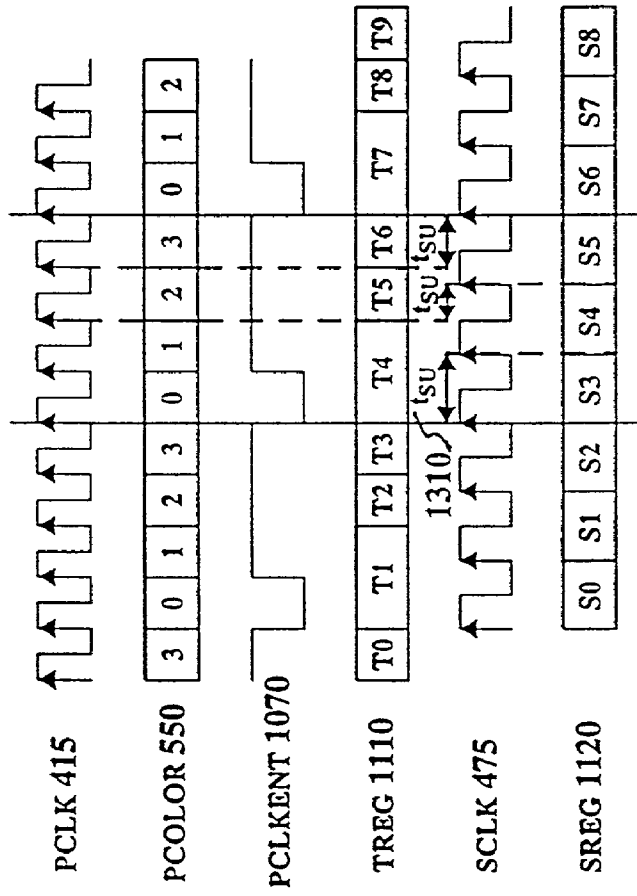 PCLK 415
PCOLOR 550 3 0 1 2 3 0 1 2 3 0 1 2
PCLKENT 1070
TREG 1110 T0 T1 T2 T3 T4 T5 T6 T7 T8 T9
1310 tSU tSU tSU
SCLK 475
SREG 1120 S0 S1 S2 S3 S4 S5 S6 S7 S8